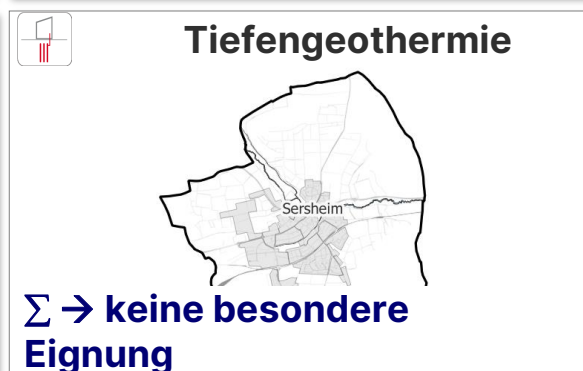 Tiefengeothermie
Sersheim
∑ → keine besondere
Eignung